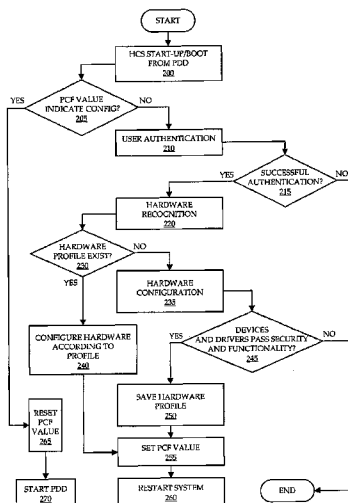 START
HCS START-UP/BOOT
FROM PDD
200
YES
PCF VALUE
INDICATE CONFIG?
205
NO
USER AUTHENTICATION
210
YES
SUCCESSFUL
AUTHENTICATION?
215
NO
HARDWARE
RECOGNITION
220
HARDWARE
PROFILE EXIST?
230
NO
YES
HARDWARE
CONFIGURATION
235
CONFIGURE HARDWARE
ACCORDING TO
PROFILE
240
YES
DEVICES
AND DRIVERS PASS SECURITY
AND FUNCTIONALITY?
245
NO
SAVE HARDWARE
PROFILE
250
RESET
PCF
VALUE
265
SET PCF VALUE
255
START PDD
270
RESTART SYSTEM
260
END